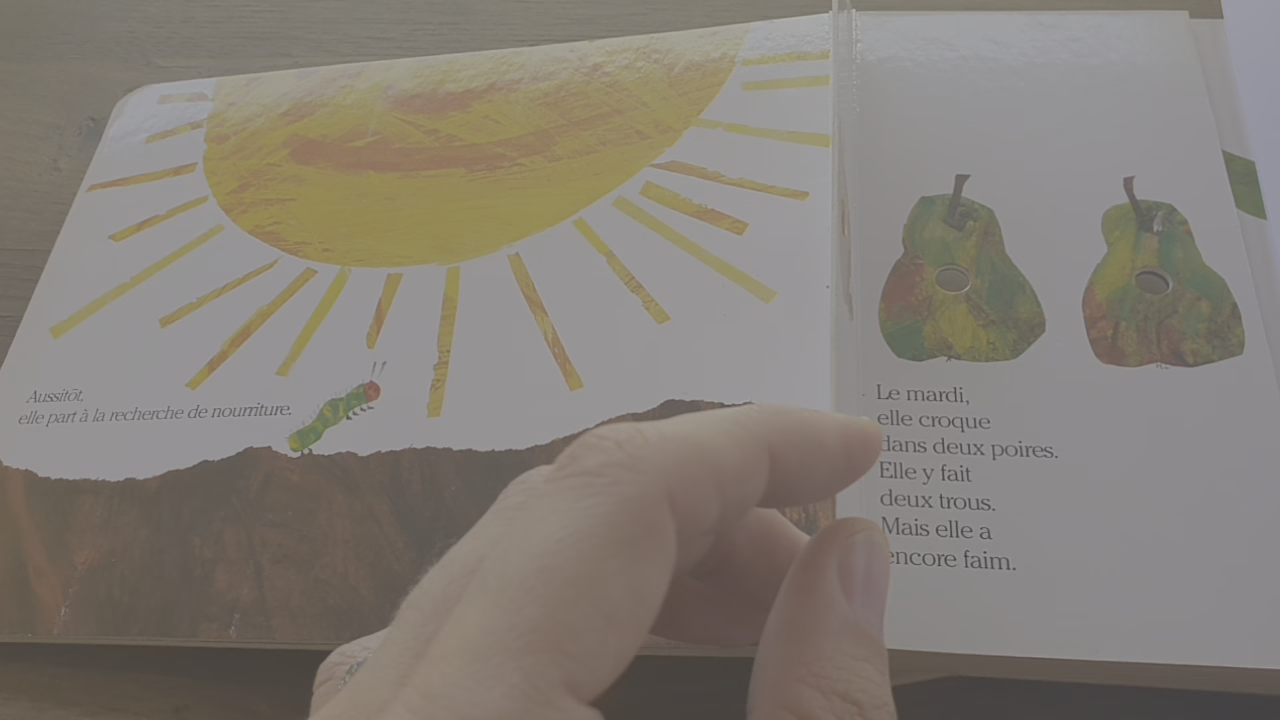 Aussitôt,
elle part à la recherche de nourriture.
Le mardi,
elle croque
dans deux poires.
Elle y fait
deux trous.
Mais elle a
encore faim.